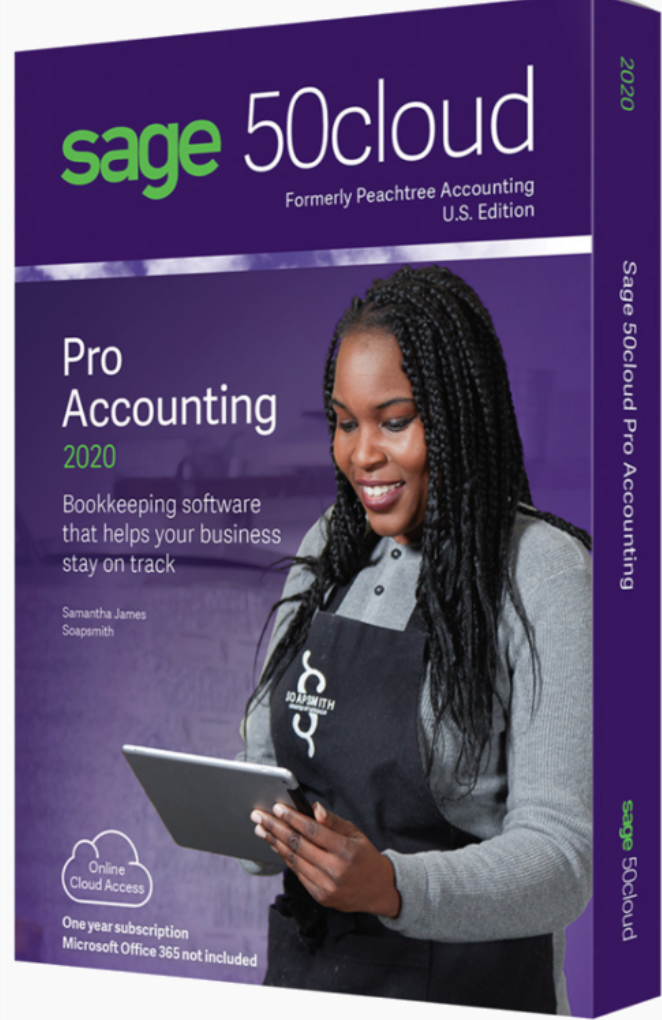 sage 50cloud
Formerly Peachtree Accounting
U.S. Edition
Pro
Accounting
2020
Bookkeeping software
that helps your business
stay on track
Samantha James
Soapsmith
SOAPSMITH
Online
Cloud Access
One year subscription
Microsoft Office 365 not included
2020
Sage 50cloud Pro Accounting
sage 50cloud